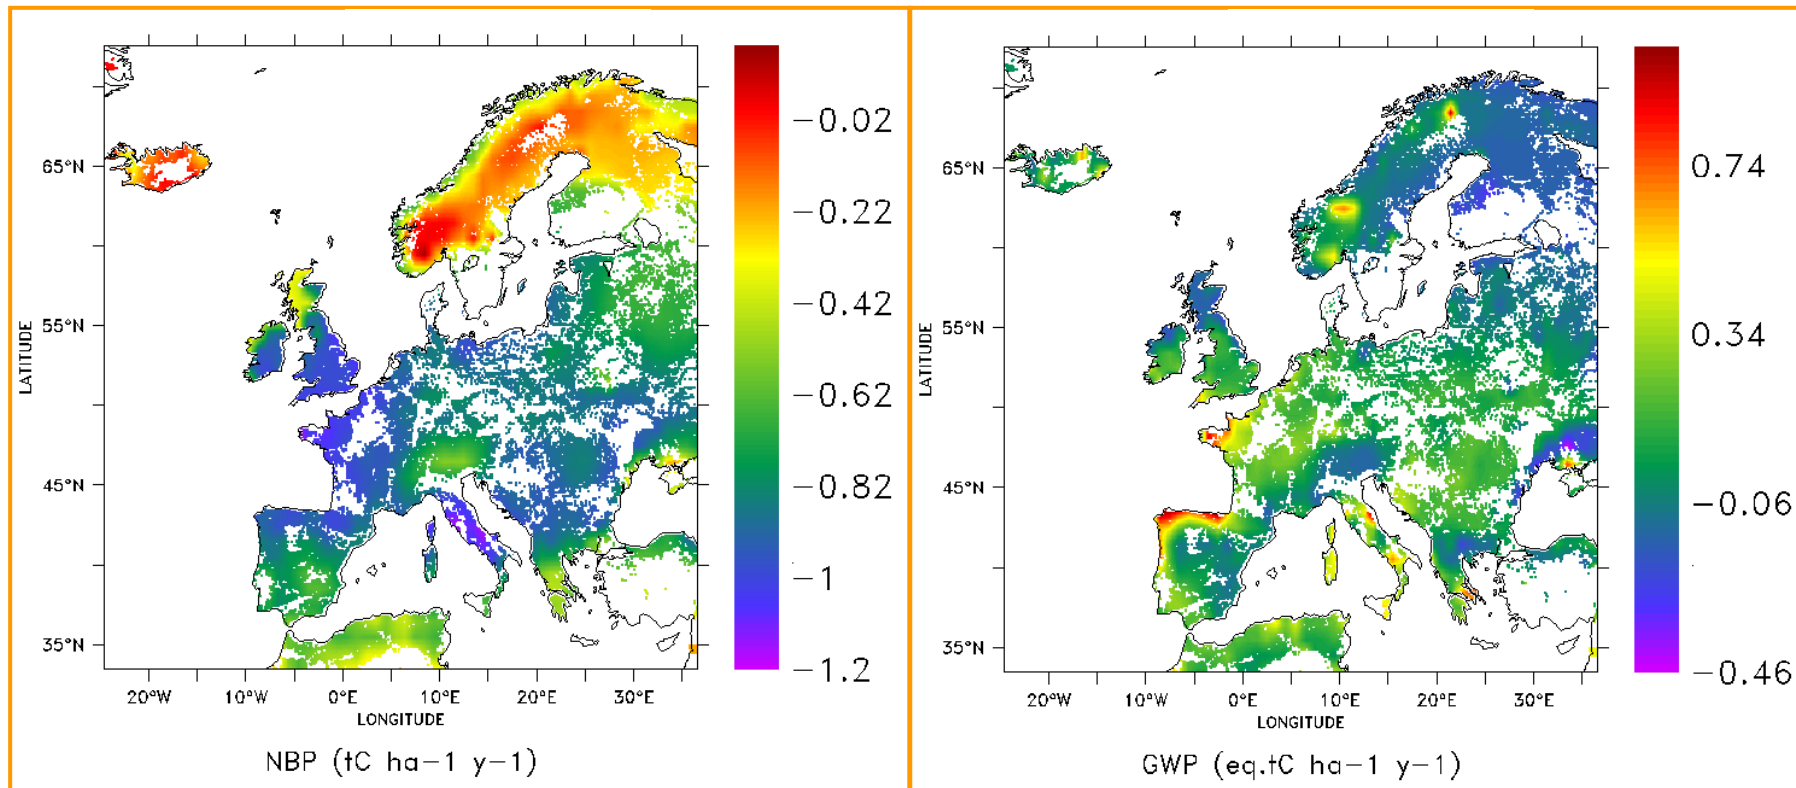 −0.02
65°N
−0.22
−0.42
55°N
LATITUDE
−0.62
−0.82
45°N
−1
35°N
−1.2
20°W
10°W
0°E
10°E
20°E
30°E
LONGITUDE
NBP (tC ha−1 y−1)
65°N
0.74
55°N
0.34
LATITUDE
45°N
−0.06
35°N
−0.46
20°W
10°W
0°E
10°E
20°E
30°E
LONGITUDE
GWP (eq.tC ha−1 y−1)